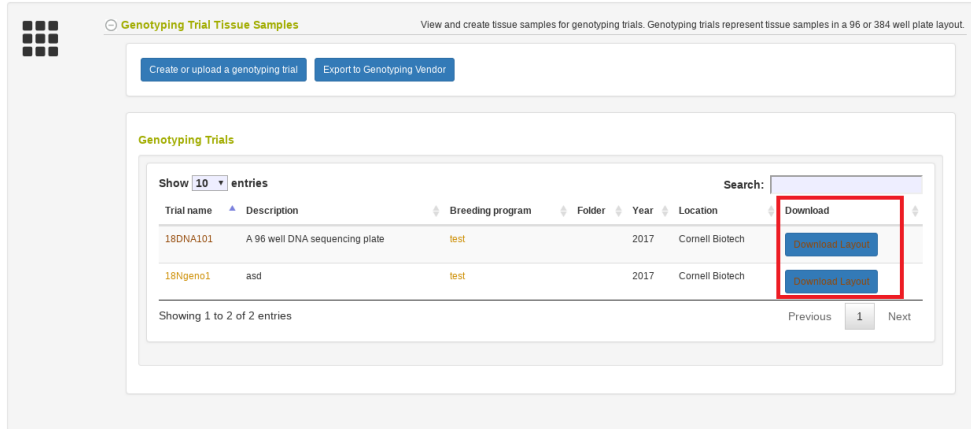 Genotyping Trial Tissue Samples View and create tissue samples for genotyping trials. Genotyping trials represent tissue samples in a 96 or 384 well plate layout.
Create or upload a genotyping trial Export to Genotyping Vendor
Genotyping Trials
Show 10 entries Search:
Trial name Description Breeding program Folder Year Location Download
18DNA101 A 96 well DNA sequencing plate test 2017 Cornell Biotech Download Layout
18Ngeno1 asd test 2017 Cornell Biotech Download Layout
Showing 1 to 2 of 2 entries Previous 1 Next